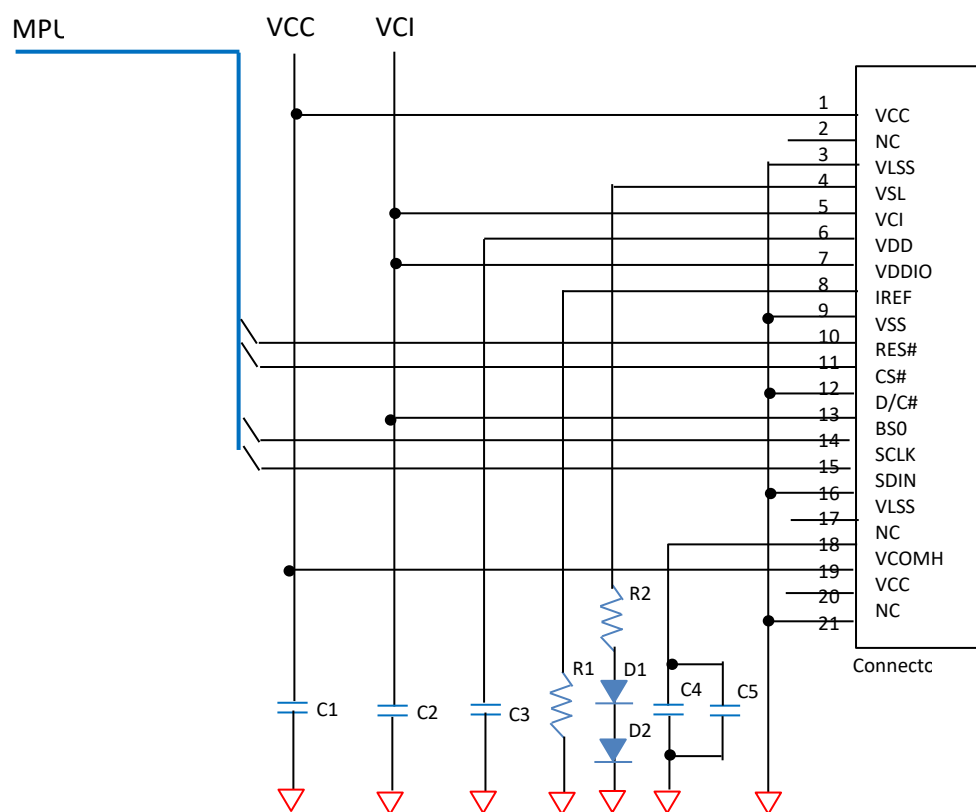 MPU
VCC
VCI
1
2
3
4
5
6
7
8
9
10
11
12
13
14
15
16
17
18
19
20
21
VCC
NC
VLSS
VSL
VCI
VDD
VDDIO
IREF
VSS
RES#
CS#
D/C#
BS0
SCLK
SDIN
VLSS
NC
VCOMH
VCC
NC
Connectc
R2
R1
D1
D2
C1
C2
C3
C4
C5